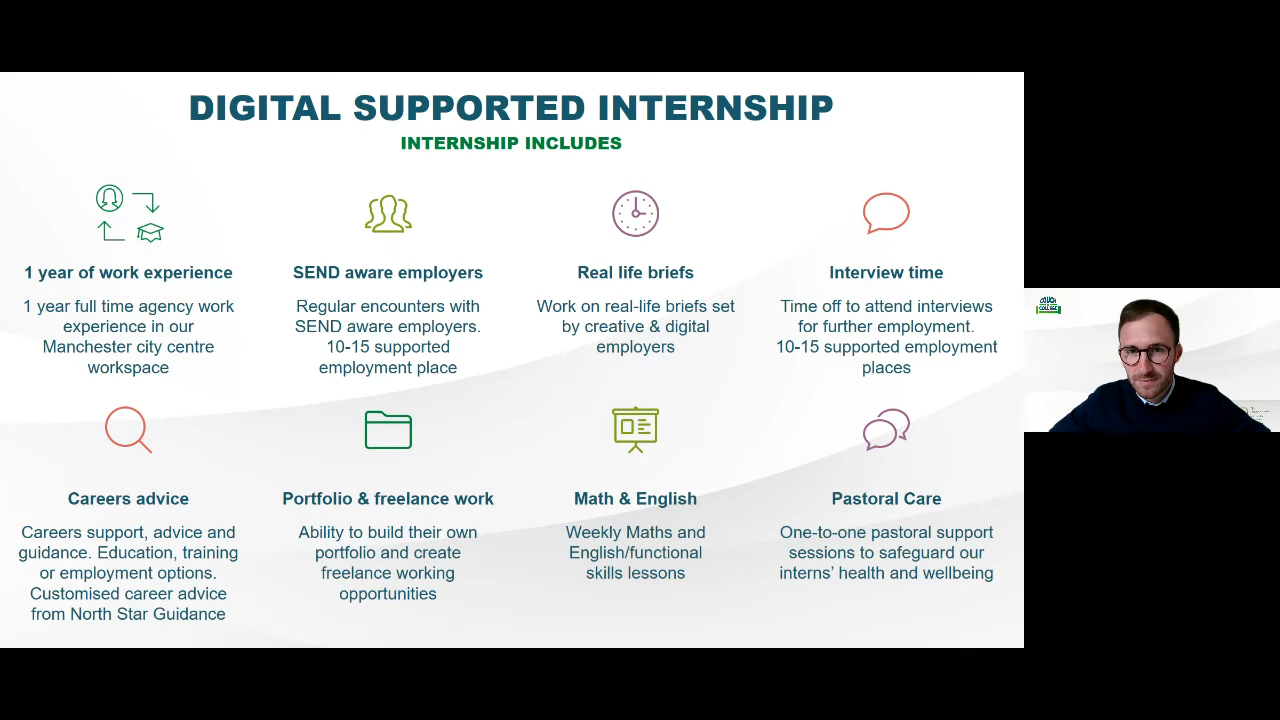 DIGITAL SUPPORTED INTERNSHIP
INTERNSHIP INCLUDES
1 year of work experience
1 year full time agency work
experience in our
Manchester city centre
workspace
SEND aware employers
Regular encounters with
SEND aware employers.
10-15 supported
employment place
Real life briefs
Work on real-life briefs set
by creative & digital
employers
Interview time
Time off to attend interviews
for further employment.
10-15 supported employment
places
Careers advice
Careers support, advice and
guidance. Education, training
or employment options.
Customised career advice
from North Star Guidance
Portfolio & freelance work
Ability to build their own
portfolio and create
freelance working
opportunities
Math & English
Weekly Maths and
English/functional
skills lessons
Pastoral Care
One-to-one pastoral support
sessions to safeguard our
interns' health and wellbeing
COLLEGE